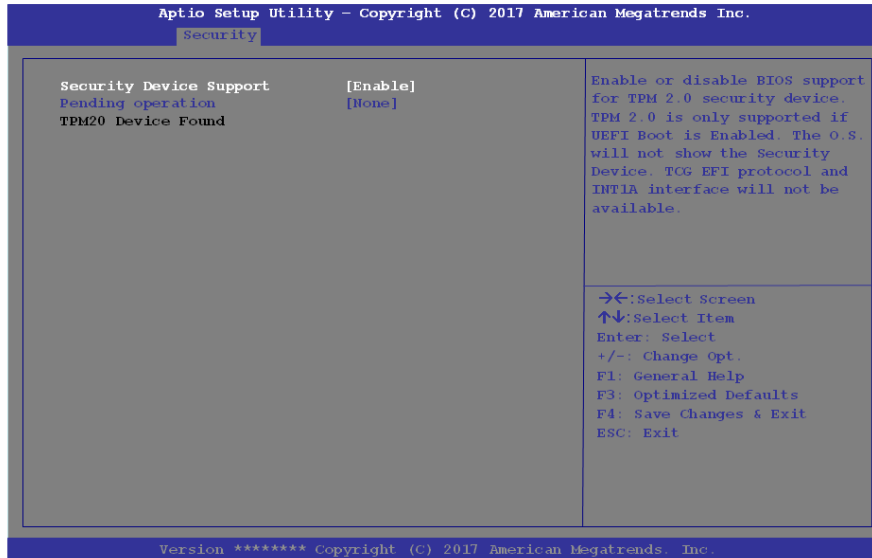 Aptio Setup Utility – Copyright (C) 2017 American Megatrends Inc.
Security
Security Device Support [Enable]
Pending operation [None]
TPM20 Device Found
Enable or disable BIOS support
for TPM 2.0 security device.
TPM 2.0 is only supported if
UEFI Boot is Enabled. The O.S.
will not show the Security
Device. TCG EFI protocol and
INT1A interface will not be
available.
→←:Select Screen
↑↓:Select Item
Enter: Select
+/-: Change Opt.
F1: General Help
F3: Optimized Defaults
F4: Save Changes & Exit
ESC: Exit
Version ******** Copyright (C) 2017 American Megatrends. Inc.